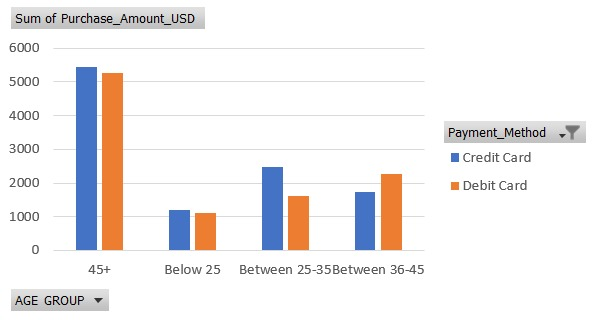 Sum of Purchase_Amount_USD
6000
5000
4000
3000
2000
1000
0
45+ Below 25 Between 25-35 Between 36-45
Payment_Method
Credit Card
Debit Card
AGE GROUP